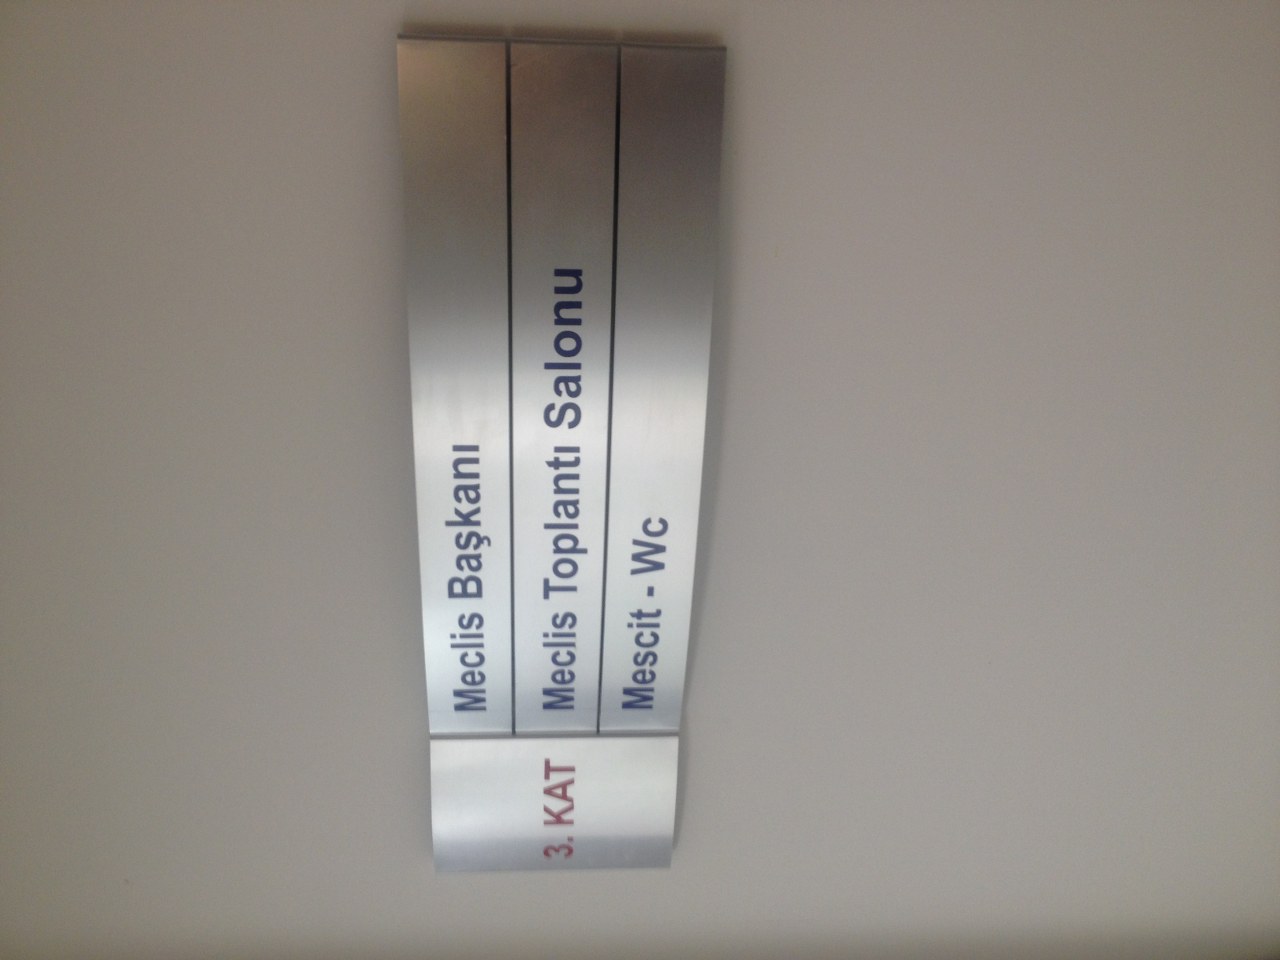 3. KAT
Meclis Başkanı
Meclis Toplantı Salonu
Mescit - Wc